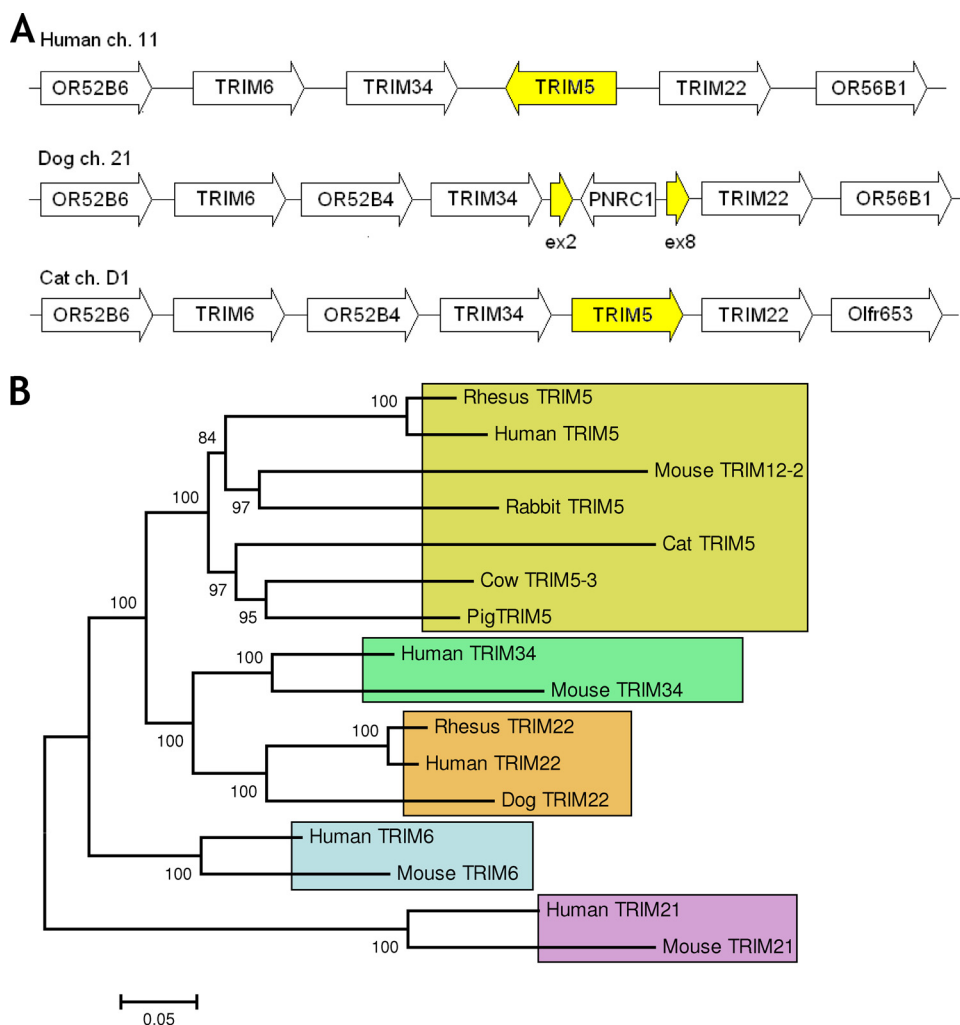 A
Human ch. 11
OR52B6 TRIM6 TRIM34 TRIM5 TRIM22 OR56B1
Dog ch. 21
OR52B6 TRIM6 OR52B4 TRIM34 PNRC1 TRIM22 OR56B1
ex2 ex8
Cat ch. D1
OR52B6 TRIM6 OR52B4 TRIM34 TRIM5 TRIM22 Olfr653
B
100 Rhesus TRIM5
Human TRIM5
84
Mouse TRIM12-2
100
97 Rabbit TRIM5
Cat TRIM5
97 Cow TRIM5-3
100
95 PigTRIM5
100 Human TRIM34
Mouse TRIM34
100
100 Rhesus TRIM22
Human TRIM22
100 Dog TRIM22
Human TRIM6
100 Mouse TRIM6
Human TRIM21
100 Mouse TRIM21
0.05